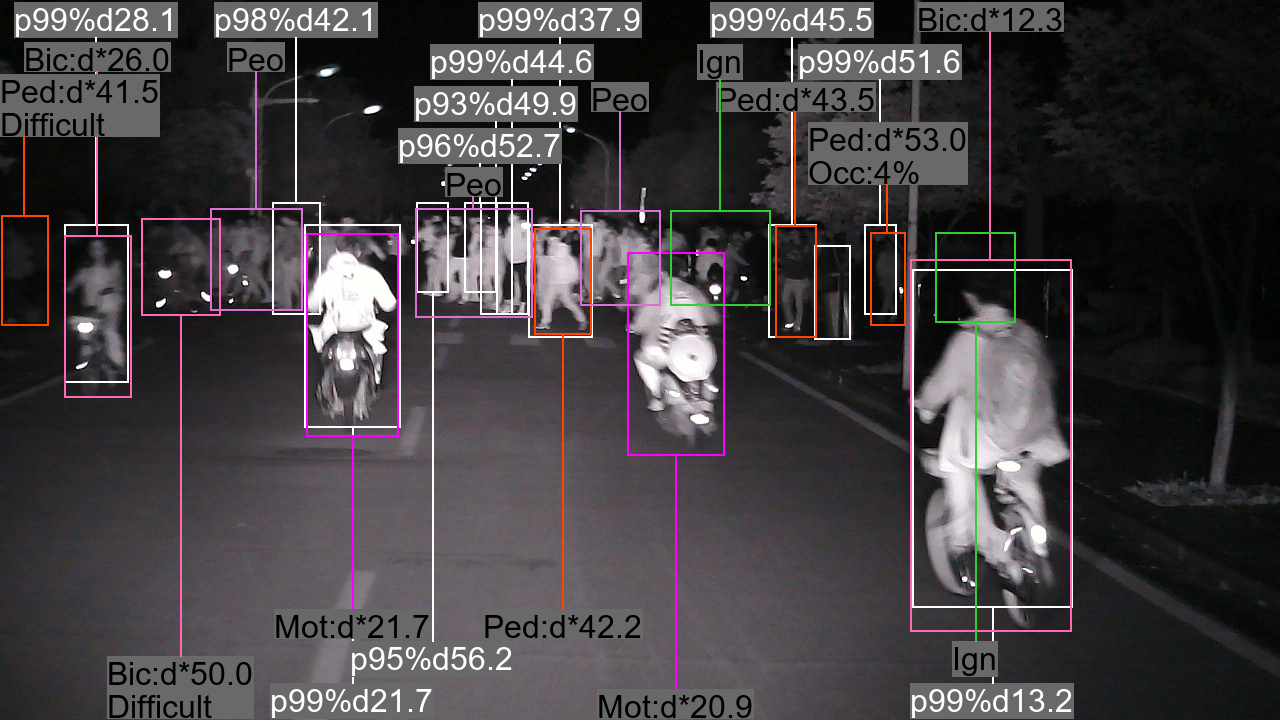 p99%d28.1
p98%d42.1
p99%d37.9
p99%d45.5
Bic:d*12.3
Bic:d*26.0
Peo
p99%d44.6
Ign
p99%d51.6
Ped:d*41.5
Difficult
p93%d49.9
Peo
Ped:d*43.5
p96%d52.7
Ped:d*53.0
Occ:4%
Peo
Mot:d*21.7
Ped:d*42.2
p95%d56.2
Ign
Bic:d*50.0
Difficult
p99%d21.7
Mot:d*20.9
p99%d13.2